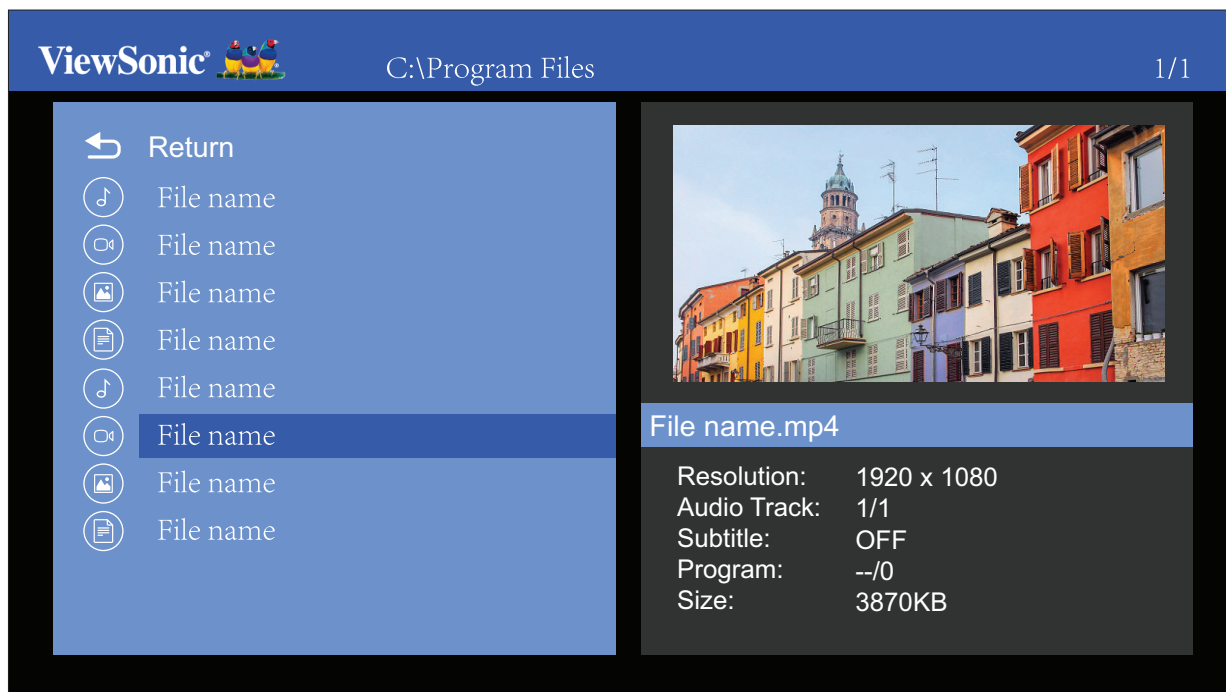 ViewSonic® C:\Program Files 1/1
Return
File name
File name
File name
File name
File name
File name
File name
File name
File name.mp4
Resolution: 1920 x 1080
Audio Track: 1/1
Subtitle: OFF
Program: --/0
Size: 3870KB